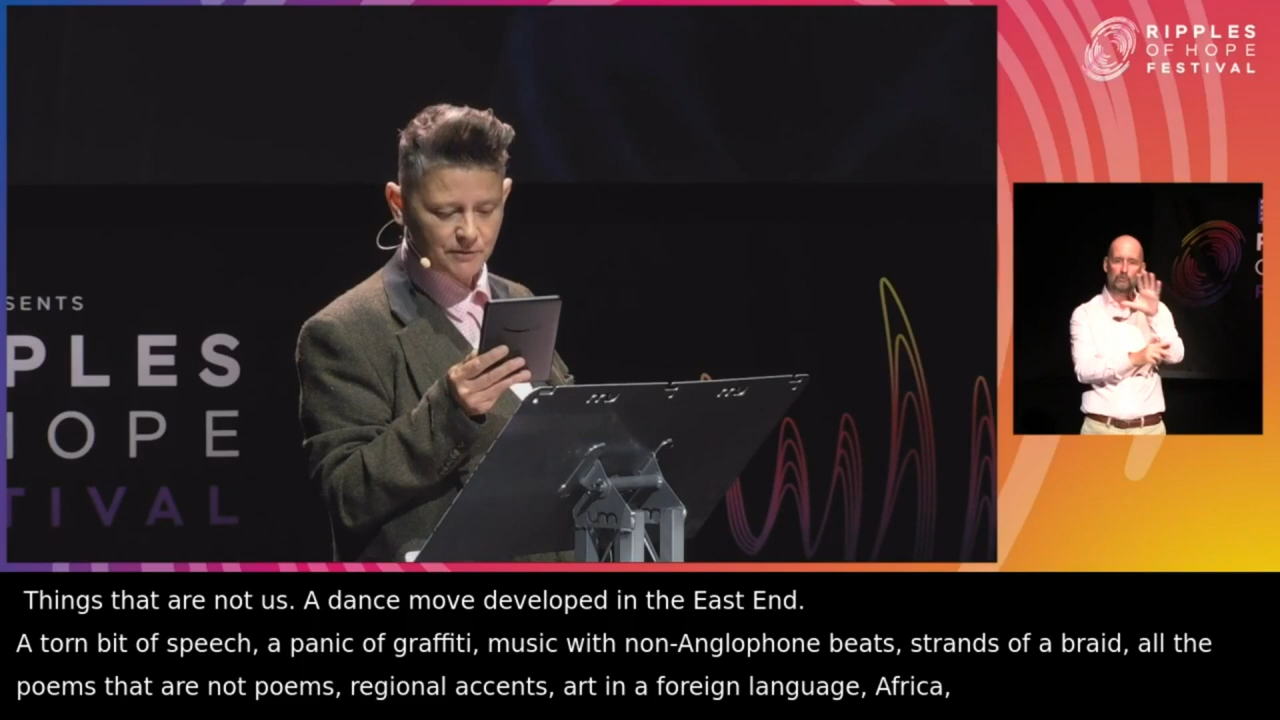 RIPPLES
OF HOPE
FESTIVAL
SENTS
PLES
HOPE
TIVAL
Things that are not us. A dance move developed in the East End.
A torn bit of speech, a panic of graffiti, music with non-Anglophone beats, strands of a braid, all the
poems that are not poems, regional accents, art in a foreign language, Africa,